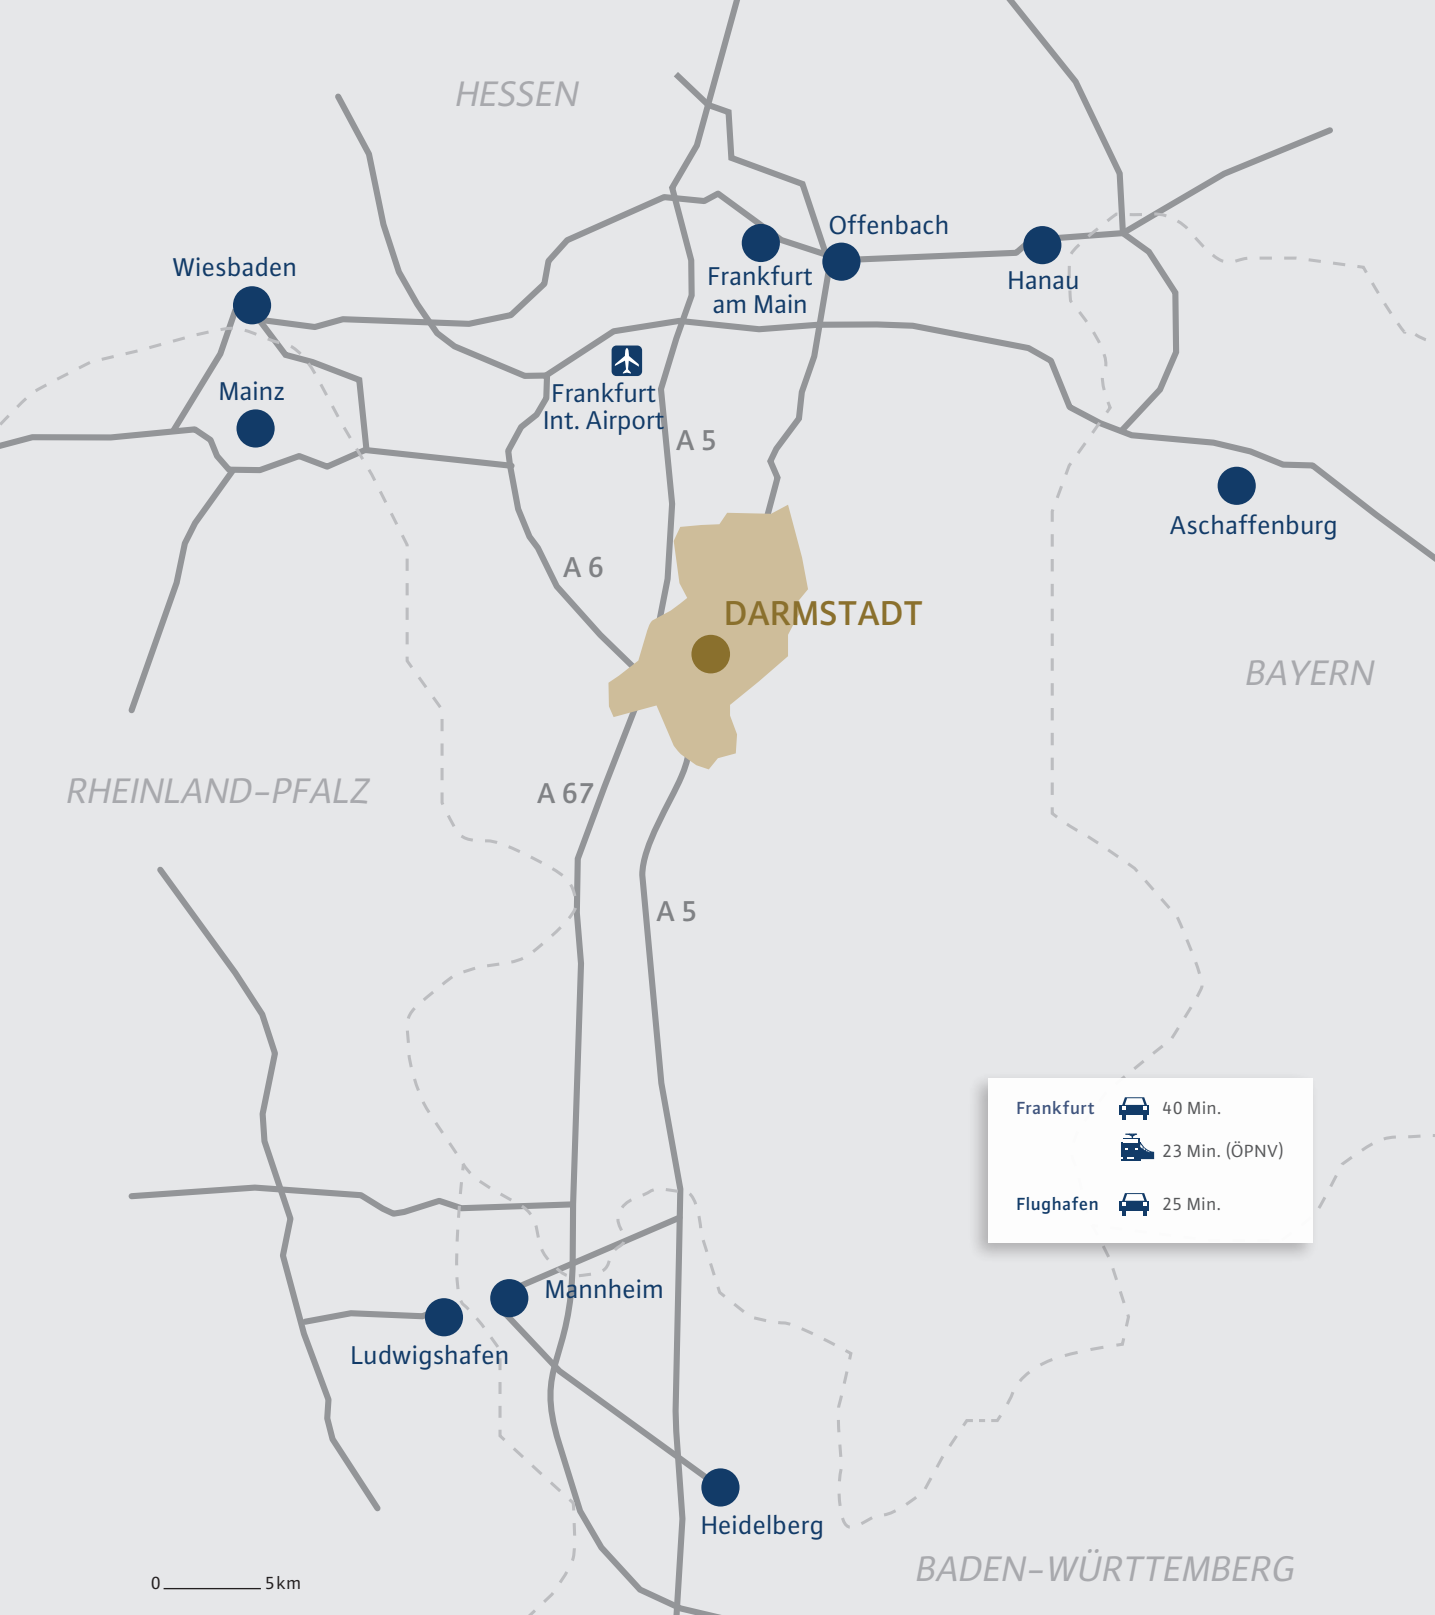 HESSEN
Offenbach
Wiesbaden
Frankfurt
am Main
Hanau
Mainz
Frankfurt
Int. Airport
A 5
Aschaffenburg
A 6
DARMSTADT
BAYERN
RHEINLAND-PFALZ
A 67
A 5
Frankfurt 40 Min.
23 Min. (ÖPNV)
Flughafen 25 Min.
Mannheim
Ludwigshafen
Heidelberg
BADEN-WÜRTTEMBERG
0 5 km